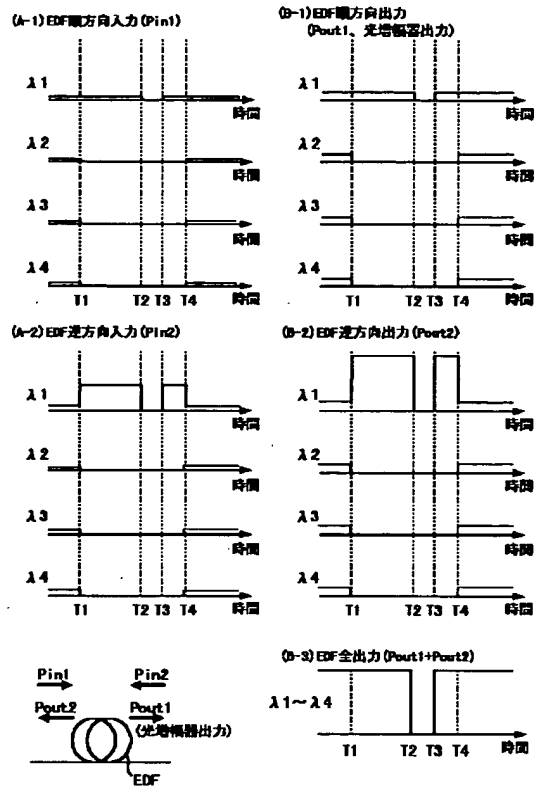 (A-1)EDF順方向入力(Pin1)
λ1
時間
λ2
時間
λ3
時間
λ4
時間
T1 T2 T3 T4
(B-1)EDF順方向出力
(Pout1、光増幅器出力)
λ1
時間
λ2
時間
λ3
時間
λ4
時間
T1 T2 T3 T4
(A-2)EDF逆方向入力(Pin2)
λ1
時間
λ2
時間
λ3
時間
λ4
時間
T1 T2 T3 T4
(B-2)EDF逆方向出力(Pout2)
λ1
時間
λ2
時間
λ3
時間
λ4
時間
T1 T2 T3 T4
Pin1 Pin2
Pout2 Pout1
(光増幅器出力)
EDF
(B-3)EDF全出力(Pout1+Pout2)
λ1〜λ4
T1 T2 T3 T4 時間